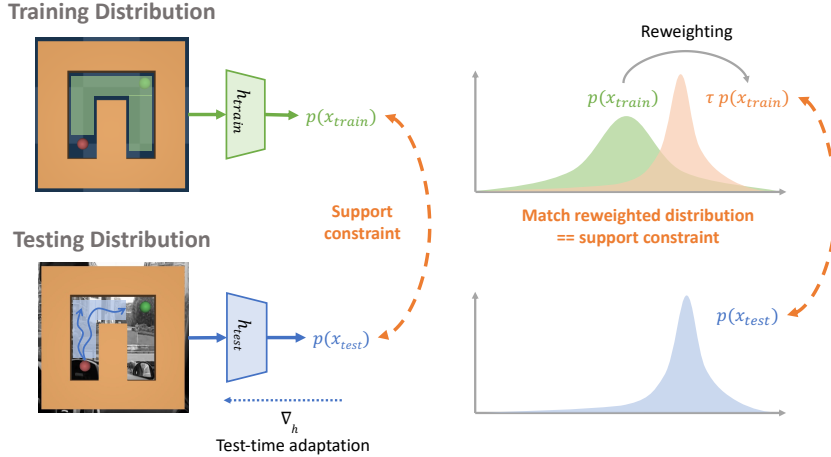 Training Distribution
h_train
p(x_train)
Support
constraint
Testing Distribution
h_test
p(x_test)
∇_h
Test-time adaptation
Reweighting
p(x_train)
τ p(x_train)
Match reweighted distribution
== support constraint
p(x_test)